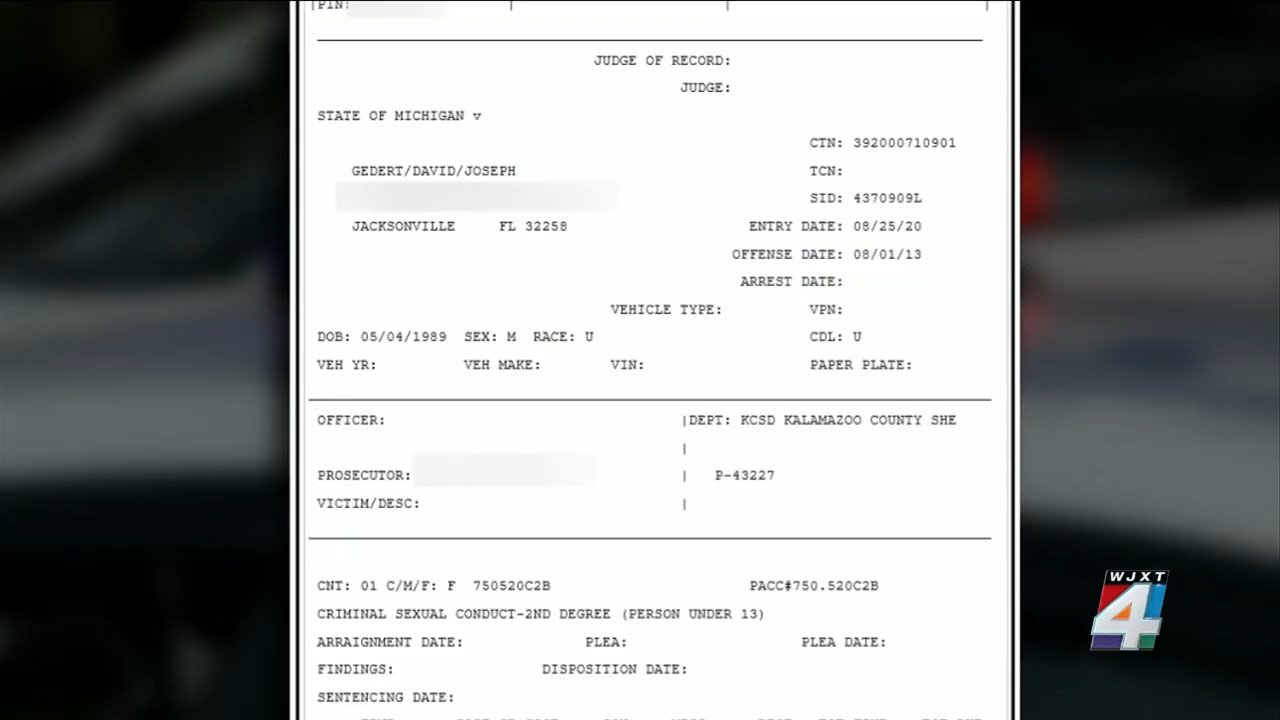 PIN:
JUDGE OF RECORD:
JUDGE:
STATE OF MICHIGAN v
CTN: 392000710901
GEDERT/DAVID/JOSEPH TCN:
SID: 4370909L
JACKSONVILLE FL 32258 ENTRY DATE: 08/25/20
OFFENSE DATE: 08/01/13
ARREST DATE:
VEHICLE TYPE: VPN:
DOB: 05/04/1989 SEX: M RACE: U CDL: U
VEH YR: VEH MAKE: VIN: PAPER PLATE:
OFFICER: |DEPT: KCSD KALAMAZOO COUNTY SHE
|
PROSECUTOR: | P-43227
VICTIM/DESC: |
CNT: 01 C/M/F: F 750520C2B PACC#750.520C2B
CRIMINAL SEXUAL CONDUCT-2ND DEGREE (PERSON UNDER 13)
ARRAIGNMENT DATE: PLEA: PLEA DATE:
FINDINGS: DISPOSITION DATE:
SENTENCING DATE:
WJXT
4